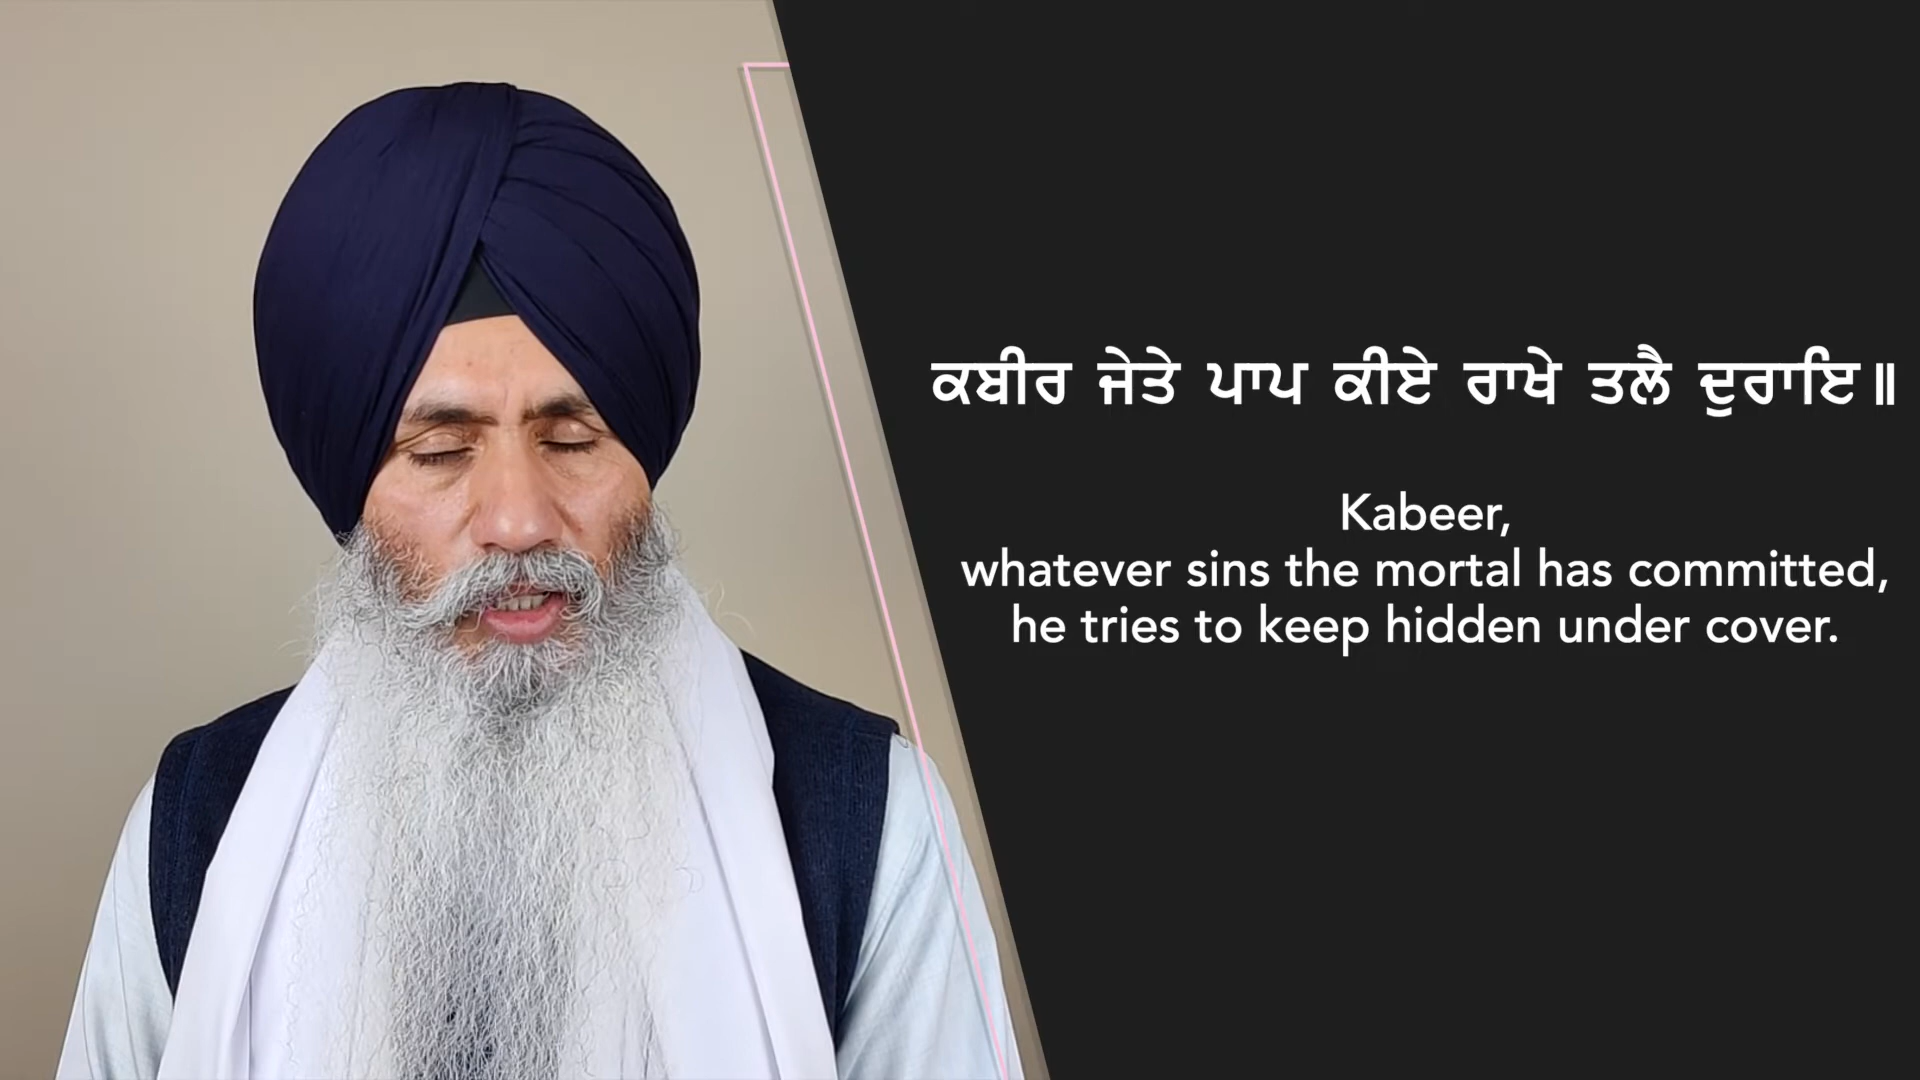 ਕਬੀਰ ਜੇਤੇ ਪਾਪ ਕੀਏ ਰਾਖੇ ਤਲੈ ਦੁਰਾਇ॥
Kabeer,
whatever sins the mortal has committed,
he tries to keep hidden under cover.